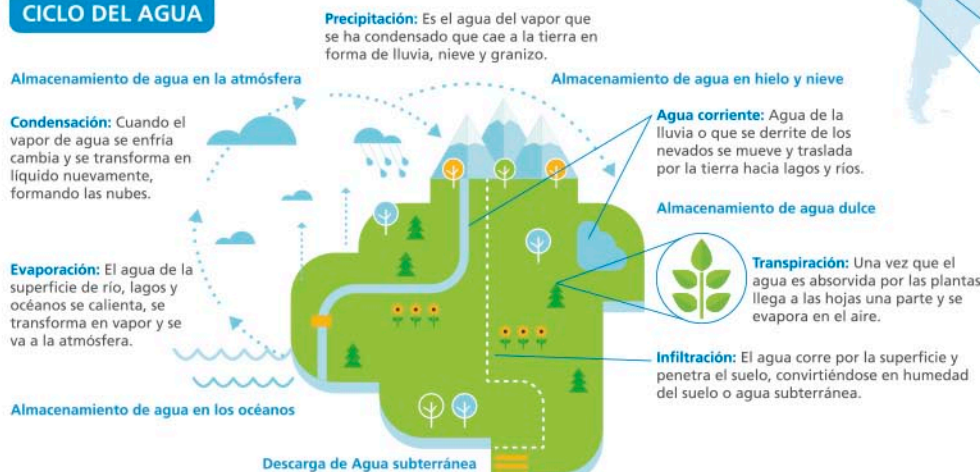 CICLO DEL AGUA
Precipitación: Es el agua del vapor que
se ha condensado que cae a la tierra en
forma de lluvia, nieve y granizo.
Almacenamiento de agua en la atmósfera
Almacenamiento de agua en hielo y nieve
Condensación: Cuando el
vapor de agua se enfría
cambia y se transforma en
líquido nuevamente,
formando las nubes.
Agua corriente: Agua de la
lluvia o que se derrite de los
nevados se mueve y traslada
por la tierra hacia lagos y ríos.
Almacenamiento de agua dulce
Evaporación: El agua de la
superficie de río, lagos y
océanos se calienta, se
transforma en vapor y se
va a la atmósfera.
Transpiración: Una vez que el
agua es absorvida por las plantas
llega a las hojas una parte y se
evapora en el aire.
Infiltración: El agua corre por la superficie y
penetra el suelo, convirtiéndose en humedad
del suelo o agua subterránea.
Almacenamiento de agua en los océanos
Descarga de Agua subterránea